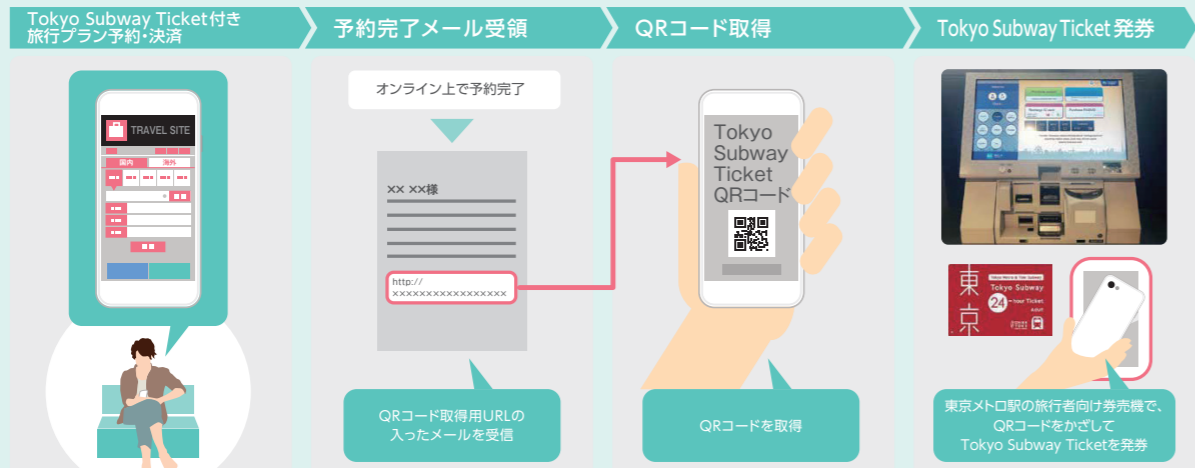 Tokyo Subway Ticket付き
旅行プラン予約・決済
予約完了メール受領
QRコード取得
Tokyo Subway Ticket 発券
TRAVEL SITE
国内
海外
オンライン上で予約完了
×× ××様
http://
×××××××××××××××××
QRコード取得用URLの
入ったメールを受信
Tokyo
Subway
Ticket
QRコード
QRコードを取得
東京
Tokyo Subway
24-hour Ticket
東京メトロ駅の旅行者向け券売機で、
QRコードをかざして
Tokyo Subway Ticketを発券